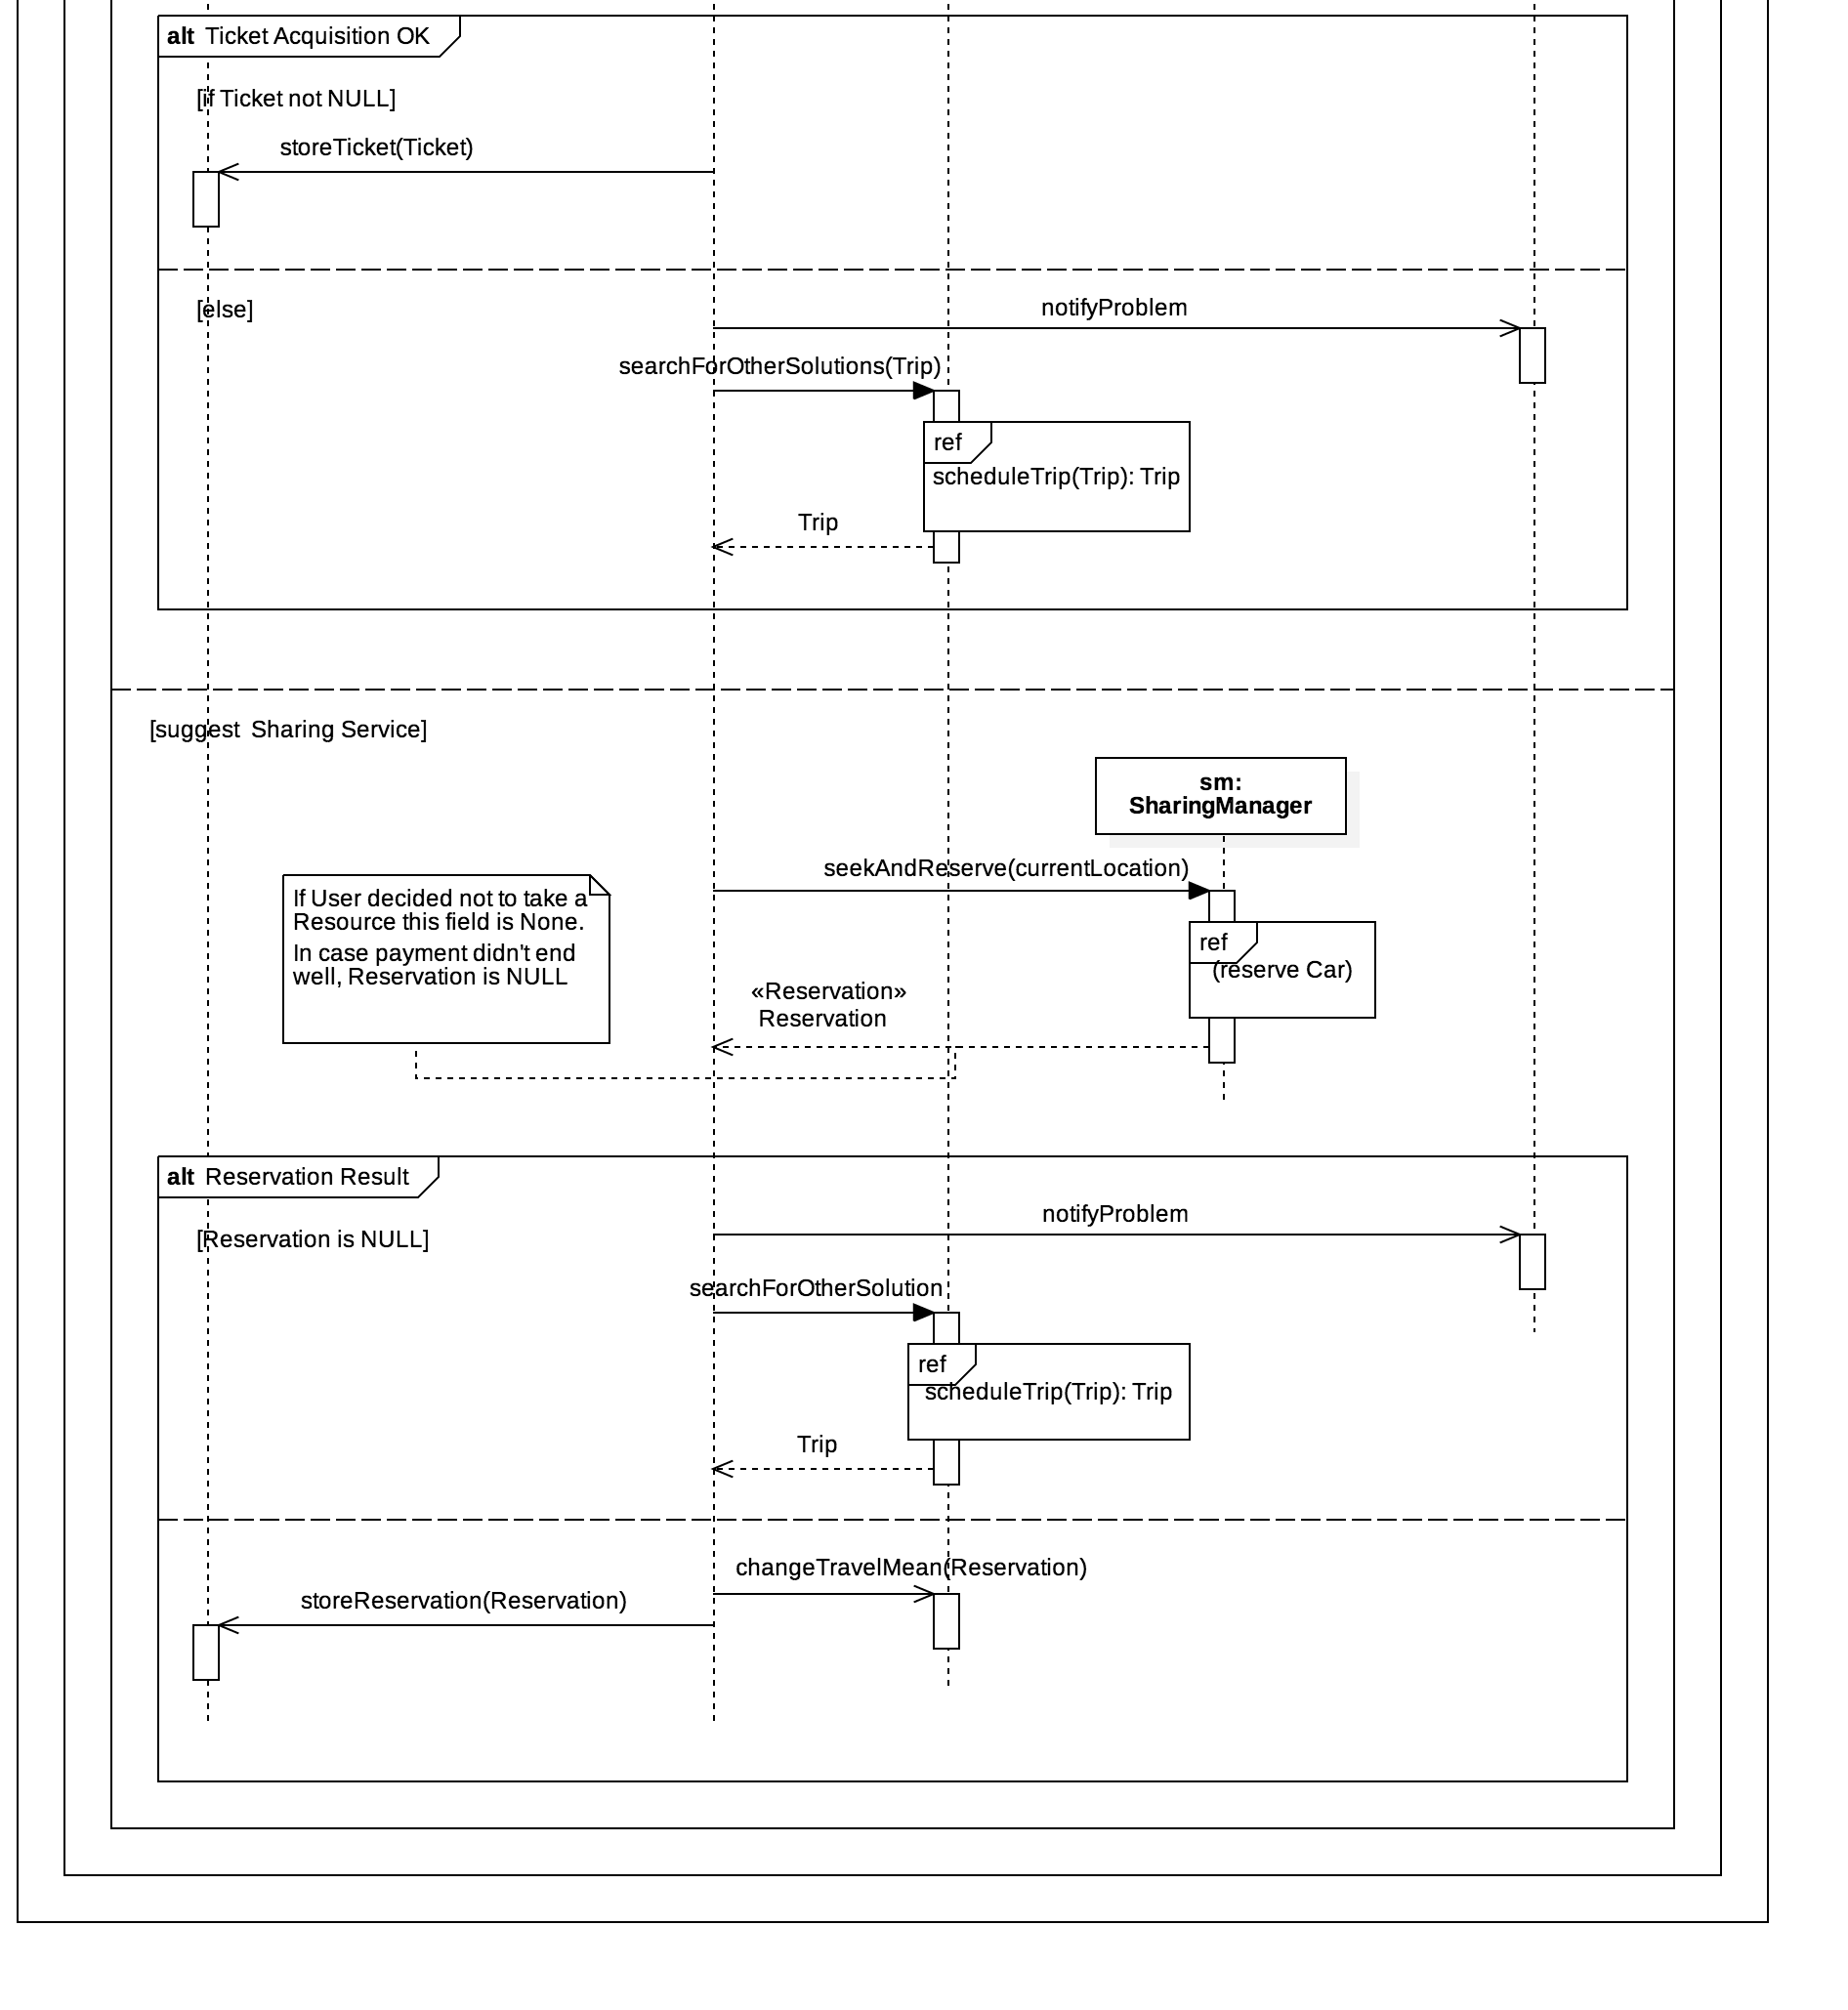 alt Ticket Acquisition OK
[if Ticket not NULL]
storeTicket(Ticket)
[else]
notifyProblem
searchForOtherSolutions(Trip)
ref
scheduleTrip(Trip): Trip
Trip
[suggest  Sharing Service]
sm:
SharingManager
seekAndReserve(currentLocation)
If User decided not to take a
Resource this field is None.
In case payment didn't end
well, Reservation is NULL
ref
(reserve Car)
«Reservation»
Reservation
alt Reservation Result
notifyProblem
[Reservation is NULL]
searchForOtherSolution
ref
scheduleTrip(Trip): Trip
Trip
changeTravelMean(Reservation)
storeReservation(Reservation)